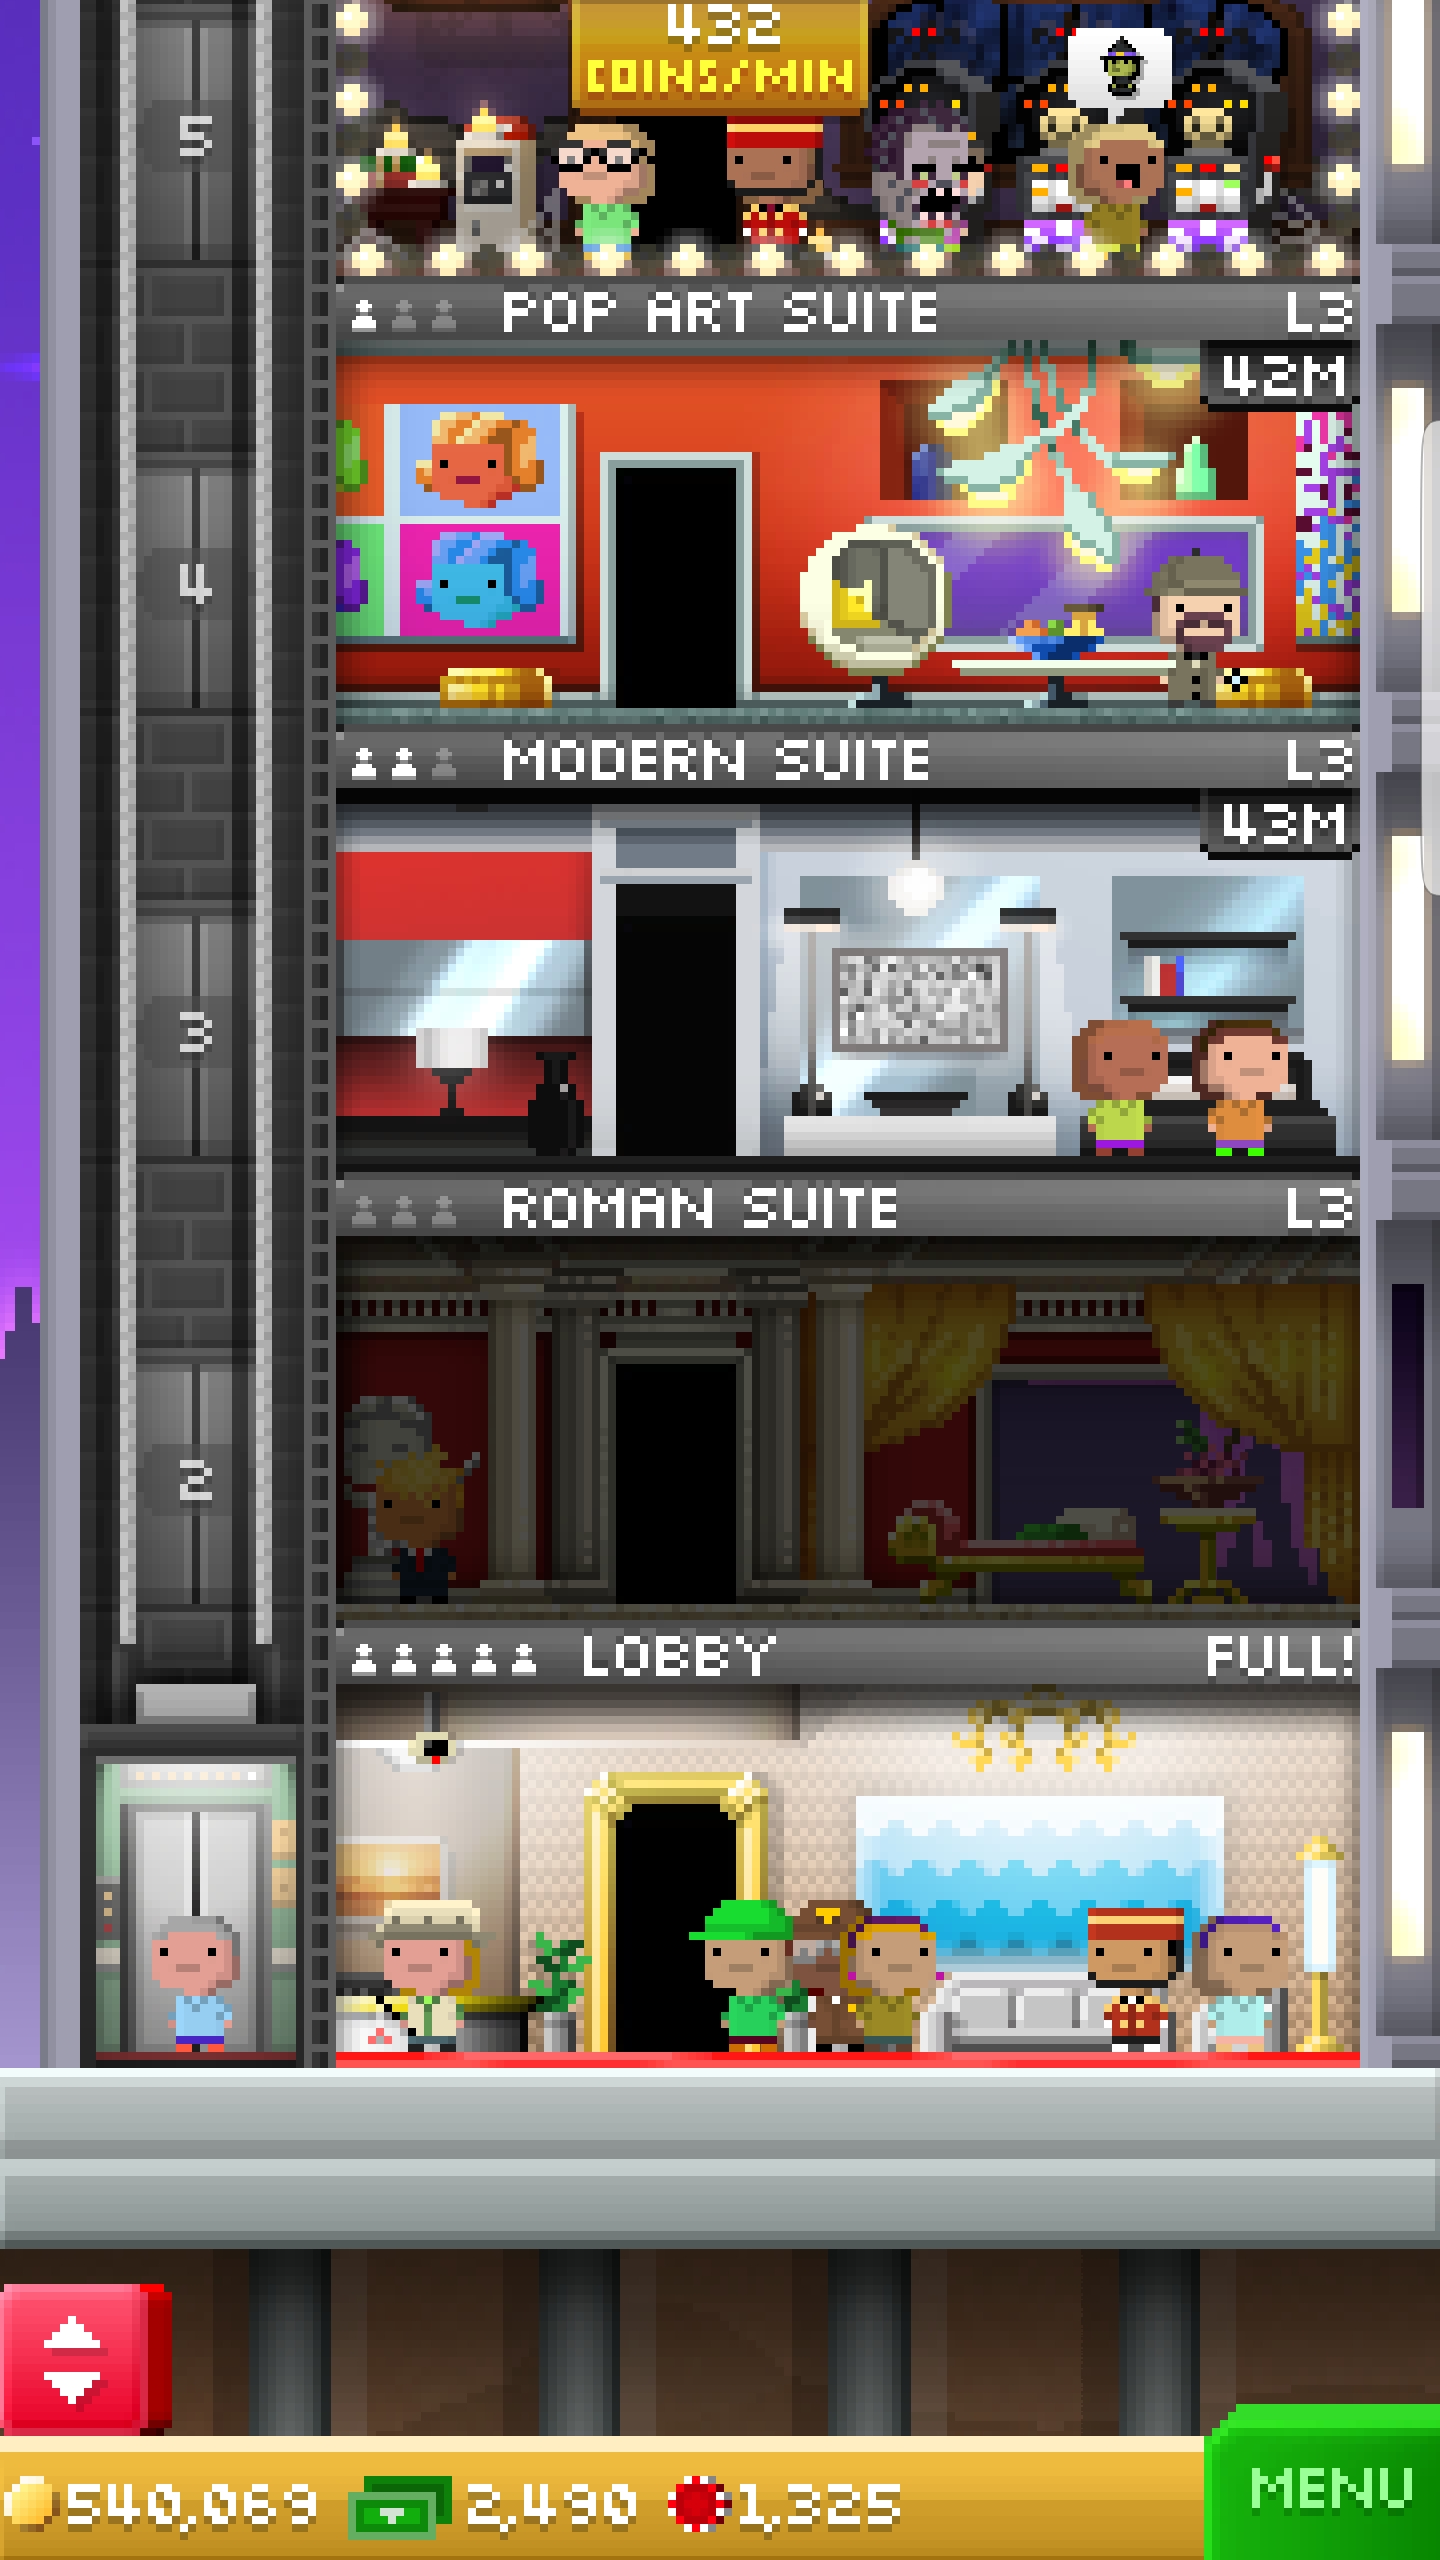 432
COINS/MIN
5
POP ART SUITE L3
42M
4
MODERN SUITE L3
43M
3
ROMAN SUITE L3
2
LOBBY FULL!
540,069 2,490 1,325
MENU